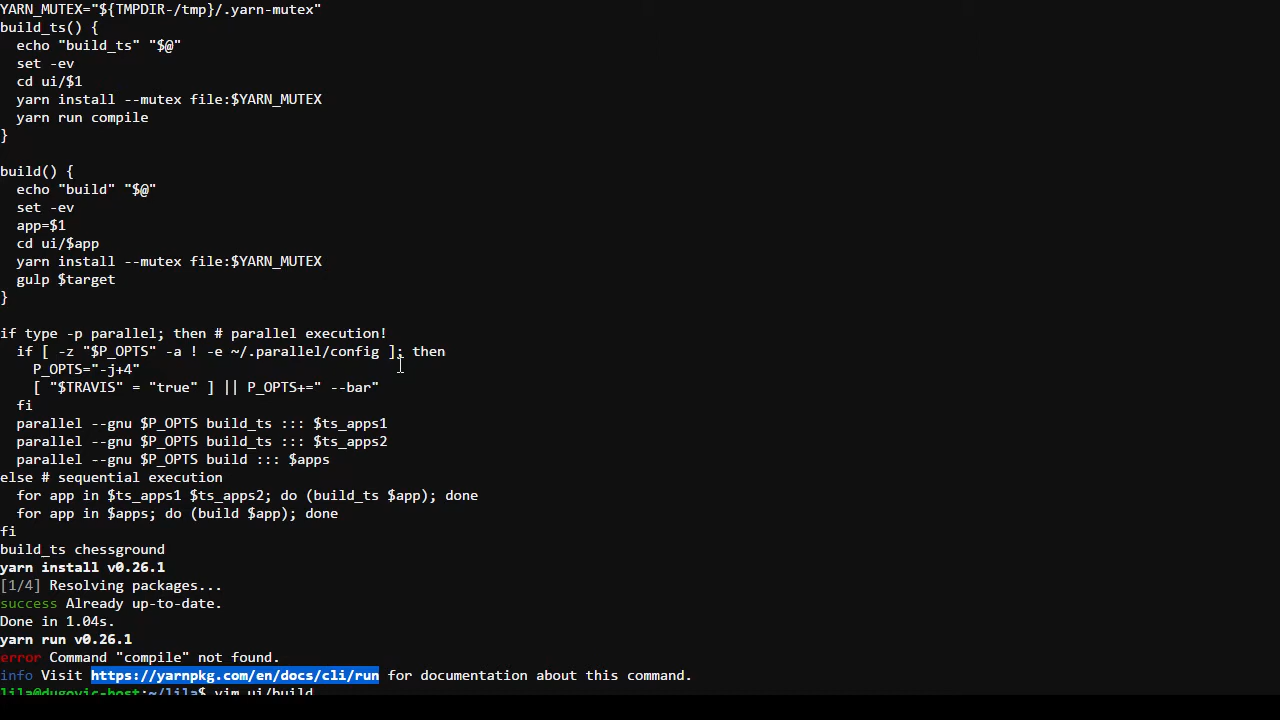 YARN_MUTEX="${TMPDIR-/tmp}/.yarn-mutex"
build_ts() {
  echo "build_ts" "$@"
  set -ev
  cd ui/$1
  yarn install --mutex file:$YARN_MUTEX
  yarn run compile
}

build() {
  echo "build" "$@"
  set -ev
  app=$1
  cd ui/$app
  yarn install --mutex file:$YARN_MUTEX
  gulp $target
}

if type -p parallel; then # parallel execution!
  if [ -z "$P_OPTS" -a ! -e ~/.parallel/config ]; then
    P_OPTS="-j+4"
    [ "$TRAVIS" = "true" ] || P_OPTS+=" --bar"
  fi
  parallel --gnu $P_OPTS build_ts ::: $ts_apps1
  parallel --gnu $P_OPTS build_ts ::: $ts_apps2
  parallel --gnu $P_OPTS build ::: $apps
else # sequential execution
  for app in $ts_apps1 $ts_apps2; do (build_ts $app); done
  for app in $apps; do (build $app); done
fi
build_ts chessground
yarn install v0.26.1
[1/4] Resolving packages...
success Already up-to-date.
Done in 1.04s.
yarn run v0.26.1
error Command "compile" not found.
info Visit https://yarnpkg.com/en/docs/cli/run for documentation about this command.
lila@dugovic-host:~/lila$ vim ui/build